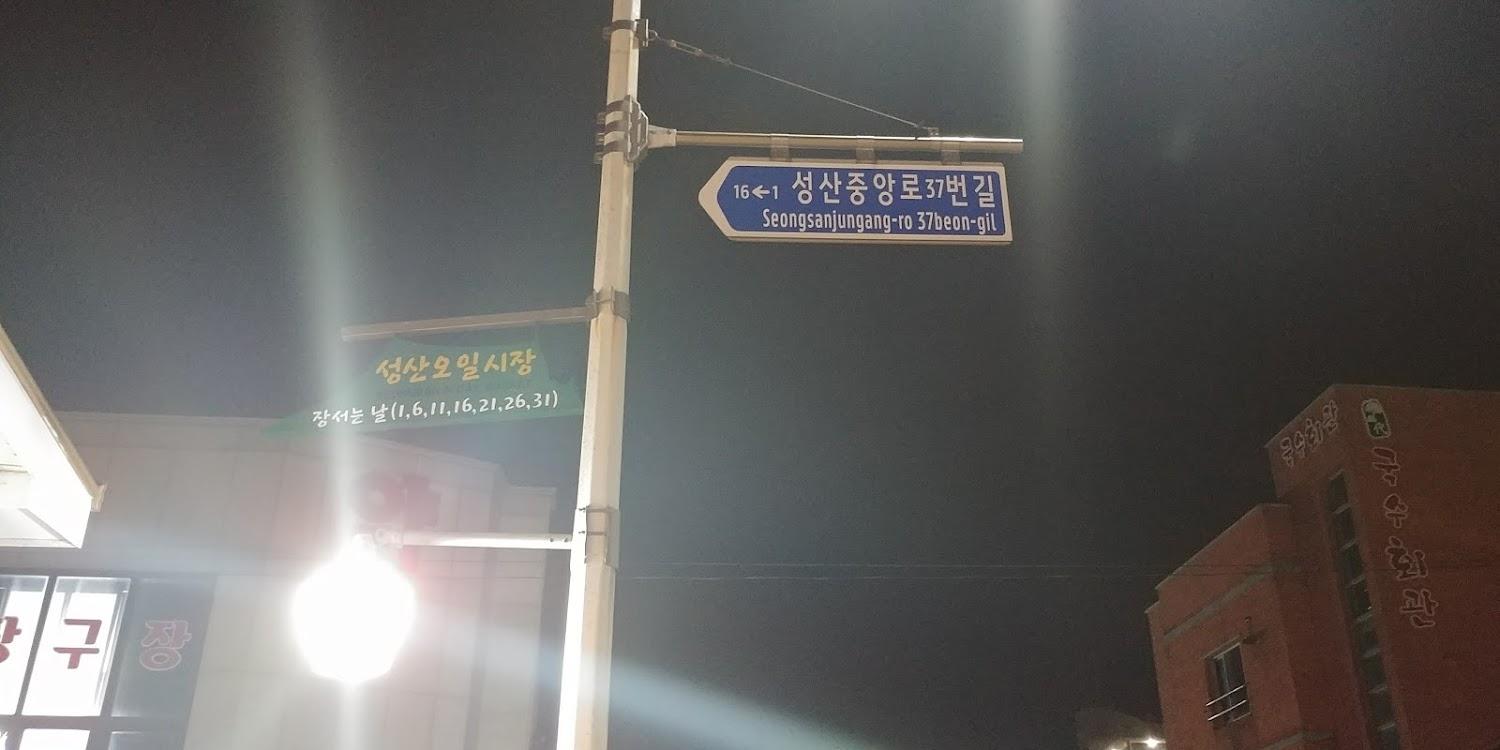 16←1 성산중앙로37번길
Seongsanjungang-ro 37beon-gil
성산오일시장
장서는 날(1,6,11,16,21,26,31)
구장
국수회관
국수회관